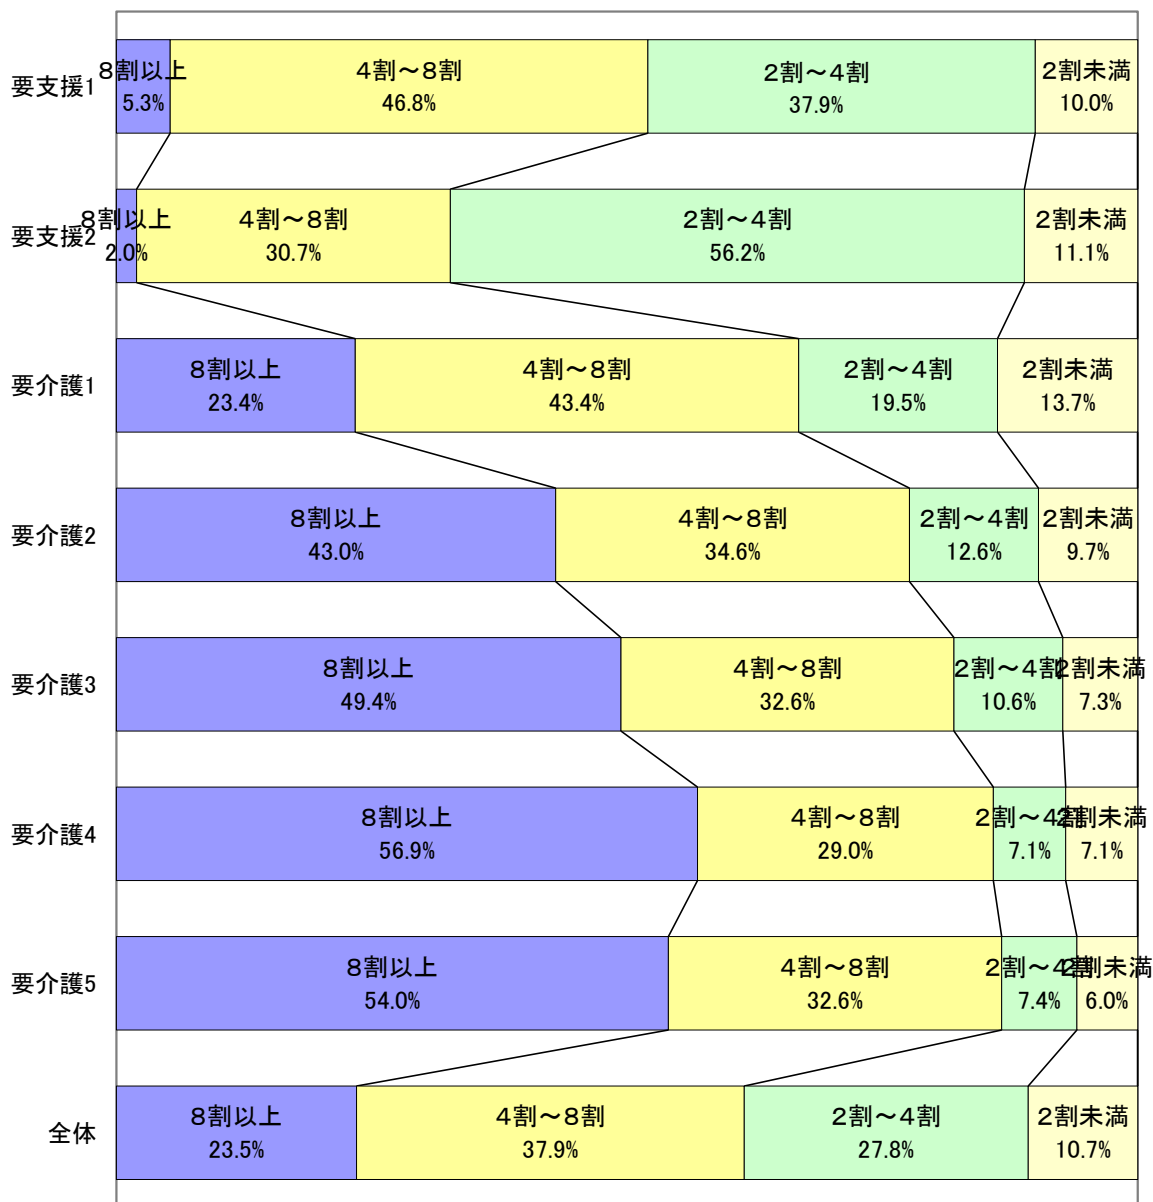 要支援1
8割以上
5.3%
4割～8割
46.8%
2割～4割
37.9%
2割未満
10.0%
要支援2
8割以上
2.0%
4割～8割
30.7%
2割～4割
56.2%
2割未満
11.1%
要介護1
8割以上
23.4%
4割～8割
43.4%
2割～4割
19.5%
2割未満
13.7%
要介護2
8割以上
43.0%
4割～8割
34.6%
2割～4割
12.6%
2割未満
9.7%
要介護3
8割以上
49.4%
4割～8割
32.6%
2割～4割
10.6%
2割未満
7.3%
要介護4
8割以上
56.9%
4割～8割
29.0%
2割～4割
7.1%
2割未満
7.1%
要介護5
8割以上
54.0%
4割～8割
32.6%
2割～4割
7.4%
2割未満
6.0%
全体
8割以上
23.5%
4割～8割
37.9%
2割～4割
27.8%
2割未満
10.7%